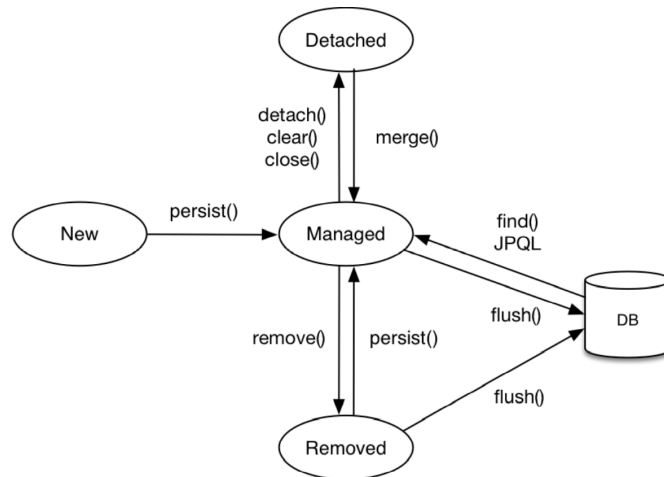 Detached
detach()
clear()
close()
merge()
New
persist()
Managed
find()
JPQL
flush()
DB
remove()
persist()
flush()
Removed